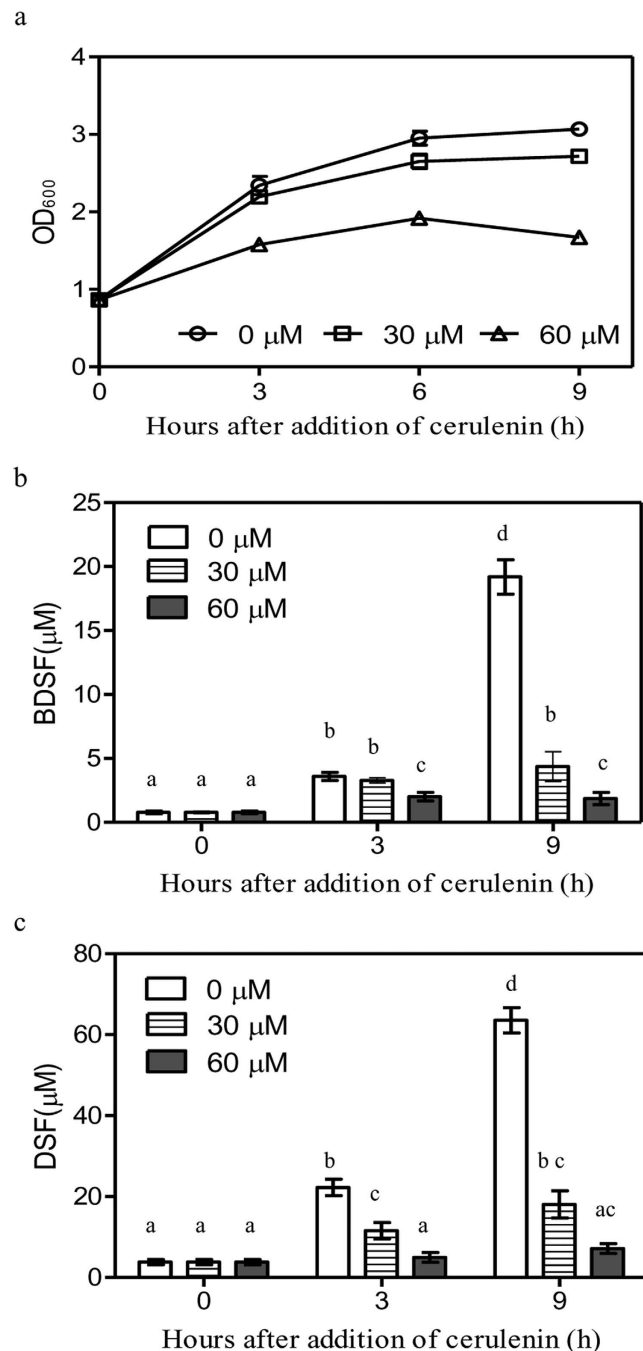 a
4
3
2
1
0
OD600
0 μM 30 μM 60 μM
0 3 6 9
Hours after addition of cerulenin (h)
b
25
20
15
10
5
0
BDSF(μM)
0 μM
30 μM
60 μM
a a a b b c d b c
0 3 9
Hours after addition of cerulenin (h)
c
80
60
40
20
0
DSF(μM)
0 μM
30 μM
60 μM
a a a b c a d b c ac
0 3 9
Hours after addition of cerulenin (h)